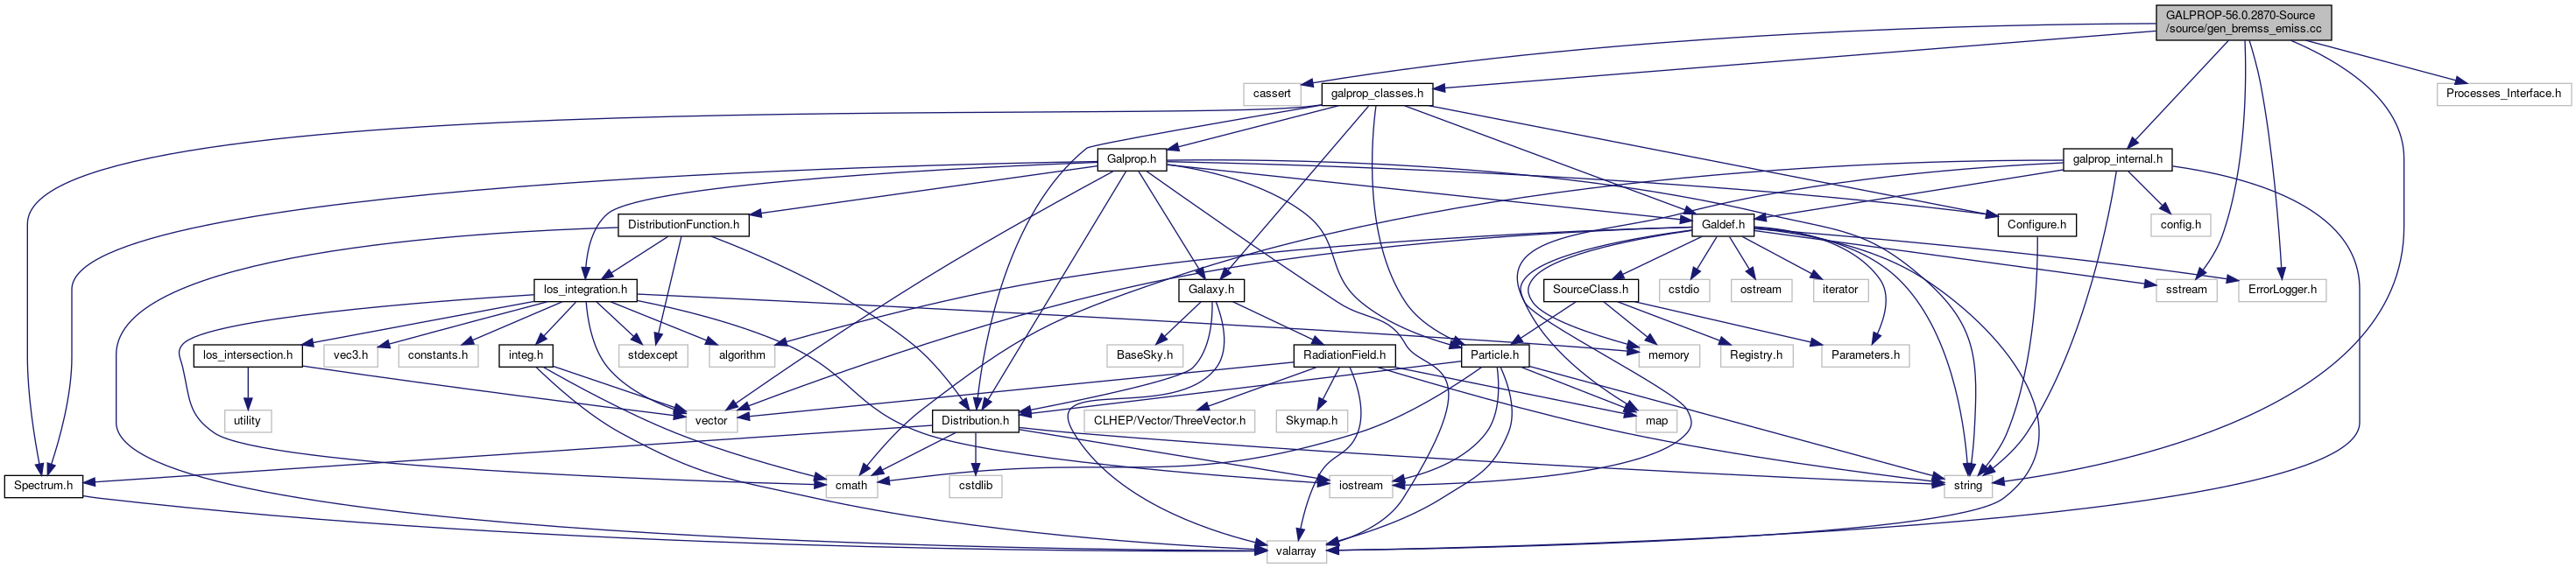 GALPROP-56.0.2870-Source
/source/gen_bremss_emiss.cc
cassert
galprop_classes.h
Processes_Interface.h
Galprop.h
galprop_internal.h
DistributionFunction.h
Galdef.h
Configure.h
config.h
los_integration.h
Galaxy.h
SourceClass.h
cstdio
ostream
iterator
sstream
ErrorLogger.h
los_intersection.h
vec3.h
constants.h
integ.h
stdexcept
algorithm
BaseSky.h
RadiationField.h
Particle.h
memory
Registry.h
Parameters.h
utility
vector
Distribution.h
CLHEP/Vector/ThreeVector.h
Skymap.h
map
Spectrum.h
cmath
cstdlib
iostream
string
valarray